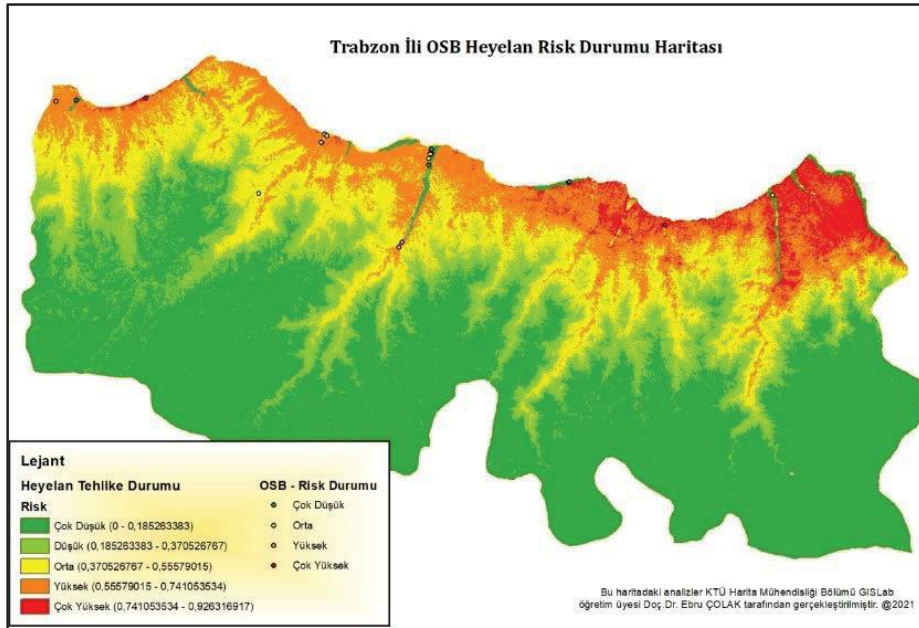 Trabzon İli OSB Heyelan Risk Durumu Haritası
Lejant
Heyelan Tehlike Durumu
Risk
Çok Düşük (0 - 0,185263383)
Düşük (0,185263383 - 0,370526767)
Orta (0,370526767 - 0,55579015)
Yüksek (0,55579015 - 0,741053534)
Çok Yüksek (0,741053534 - 0,926316917)
OSB - Risk Durumu
Çok Düşük
Orta
Yüksek
Çok Yüksek
Bu haritadaki analizler KTÜ Harita Mühendisliği Bölümü GISLab
öğretim üyesi Doç.Dr. Ebru ÇOLAK tarafından gerçekleştirilmiştir. @2021